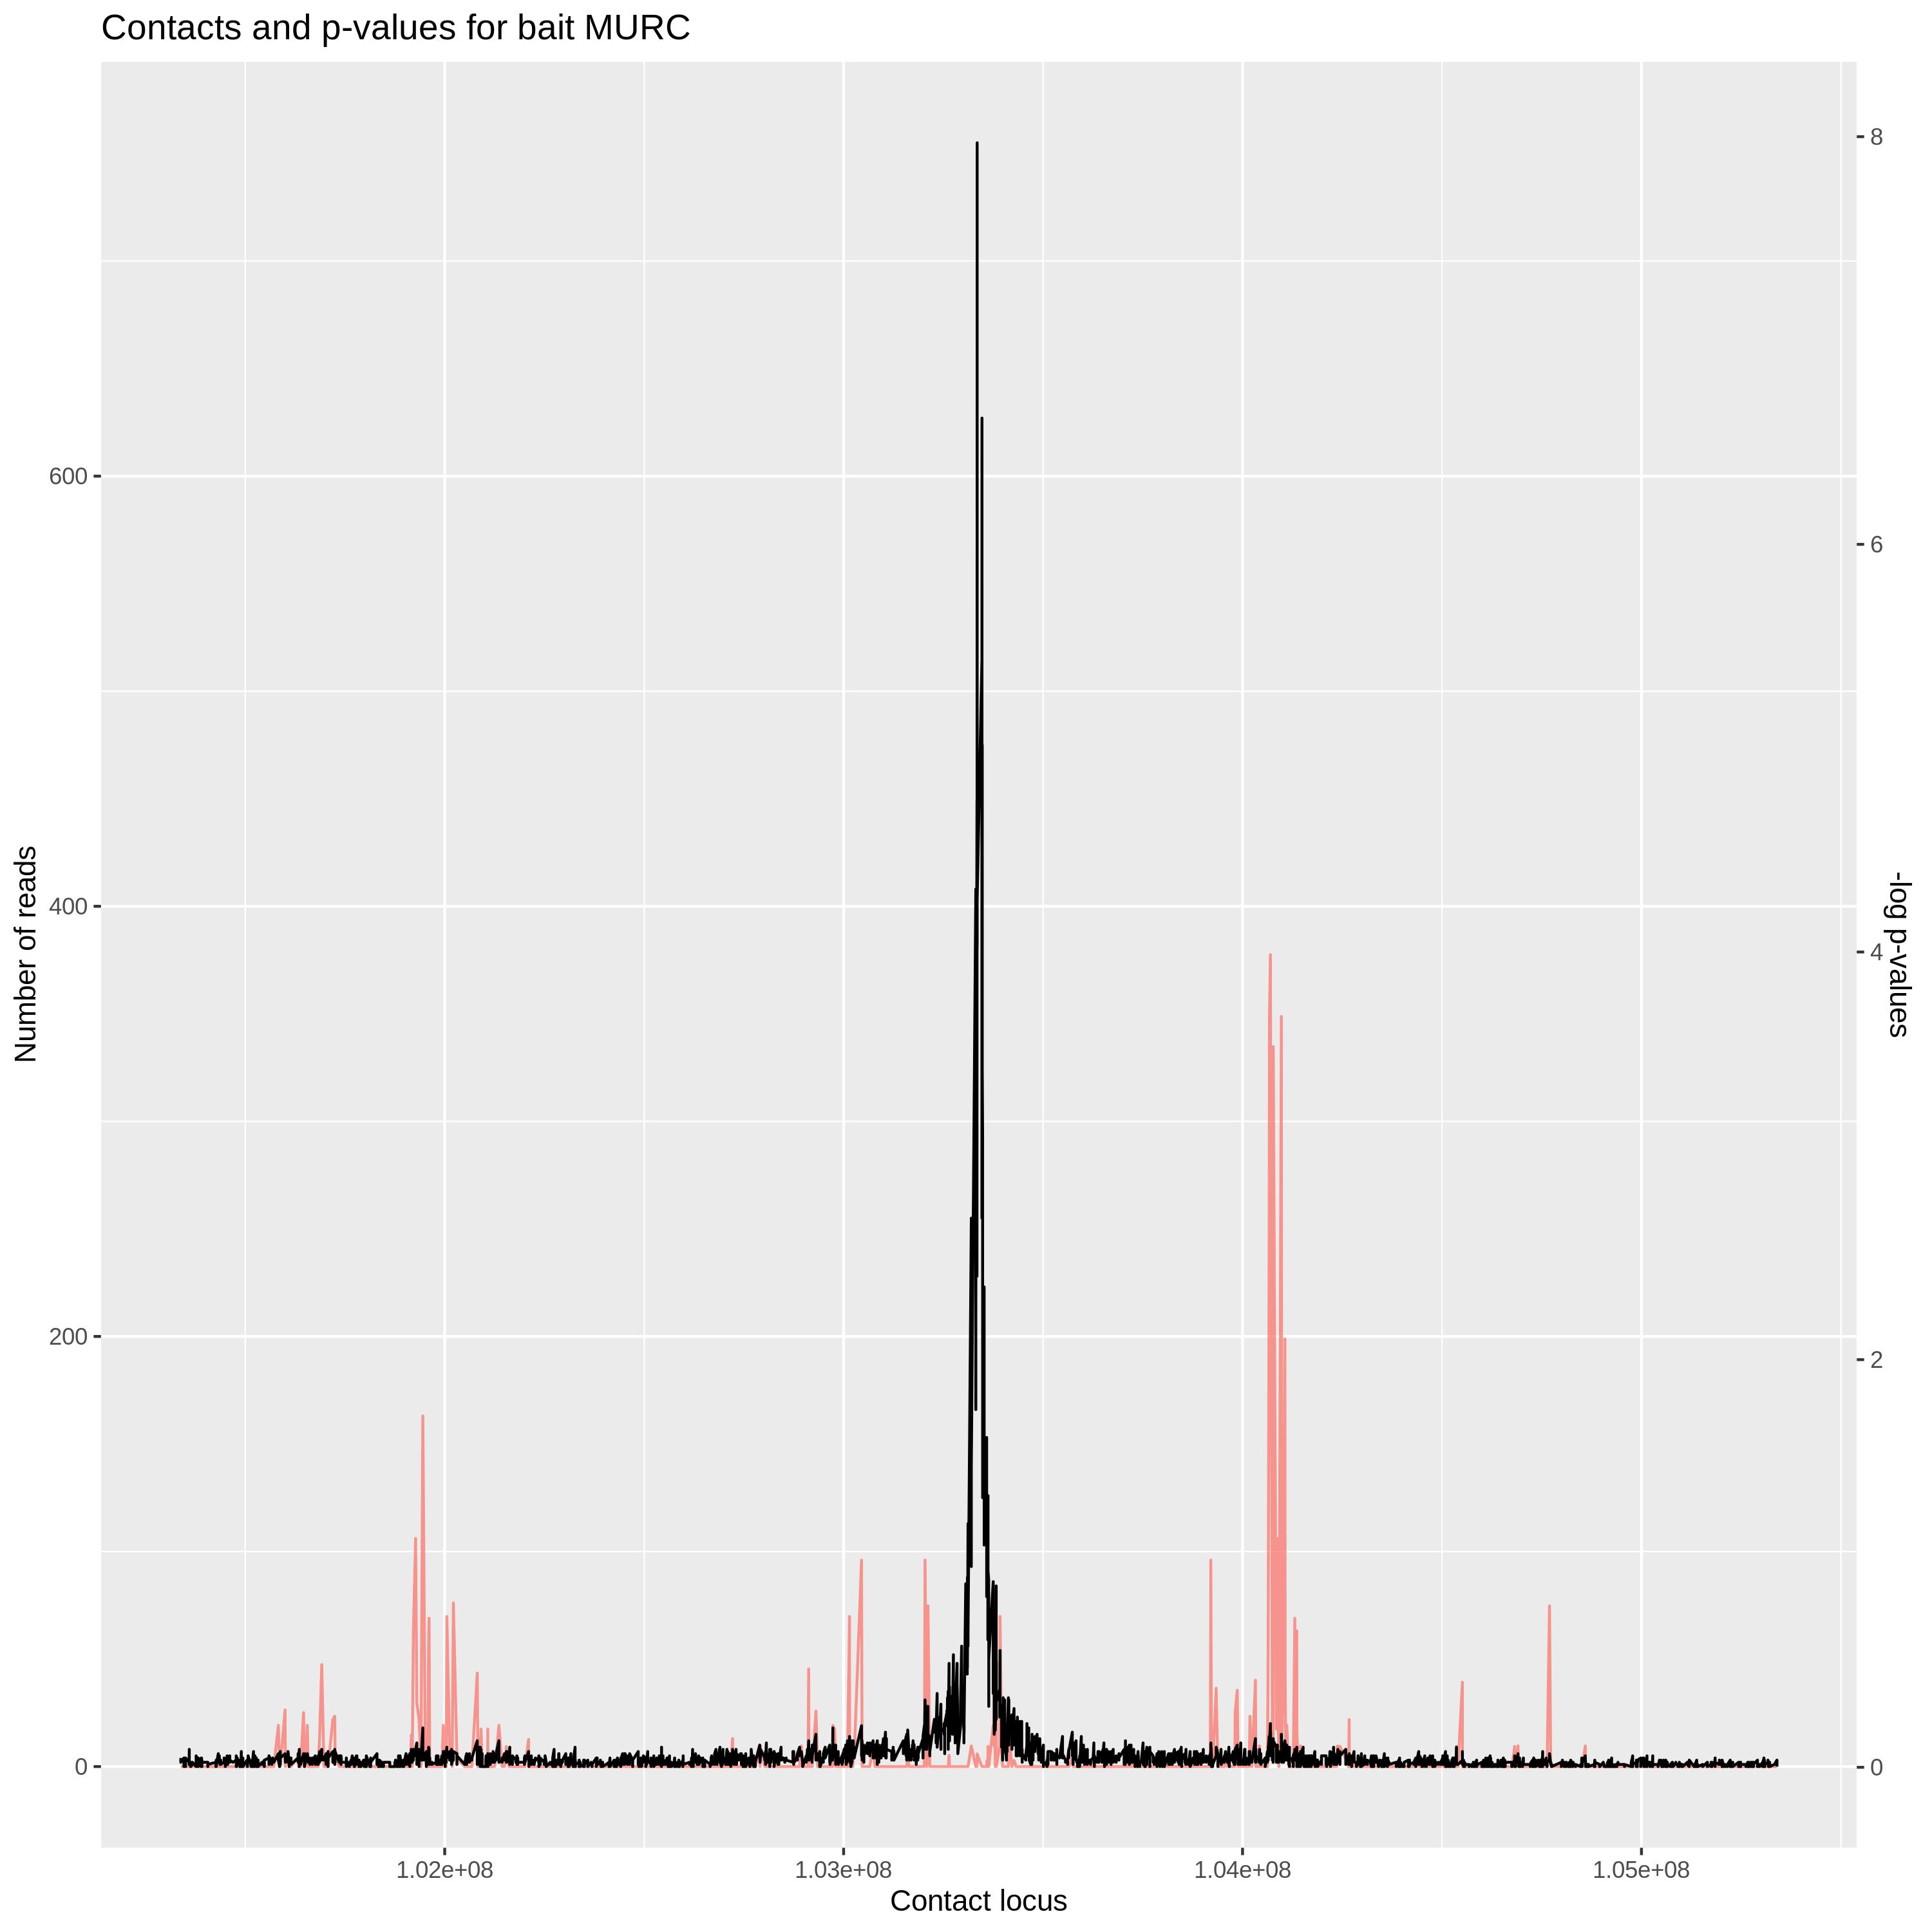 Contacts and p-values for bait MURC
Number of reads
600
400
200
0
8
6
4
2
0
-log p-values
1.02e+08
1.03e+08
1.04e+08
1.05e+08
Contact locus